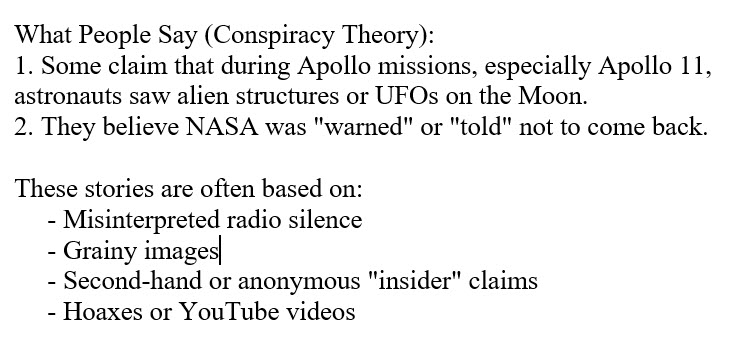 What People Say (Conspiracy Theory):
1. Some claim that during Apollo missions, especially Apollo 11,
astronauts saw alien structures or UFOs on the Moon.
2. They believe NASA was "warned" or "told" not to come back.
These stories are often based on:
- Misinterpreted radio silence
- Grainy images
- Second-hand or anonymous "insider" claims
- Hoaxes or YouTube videos